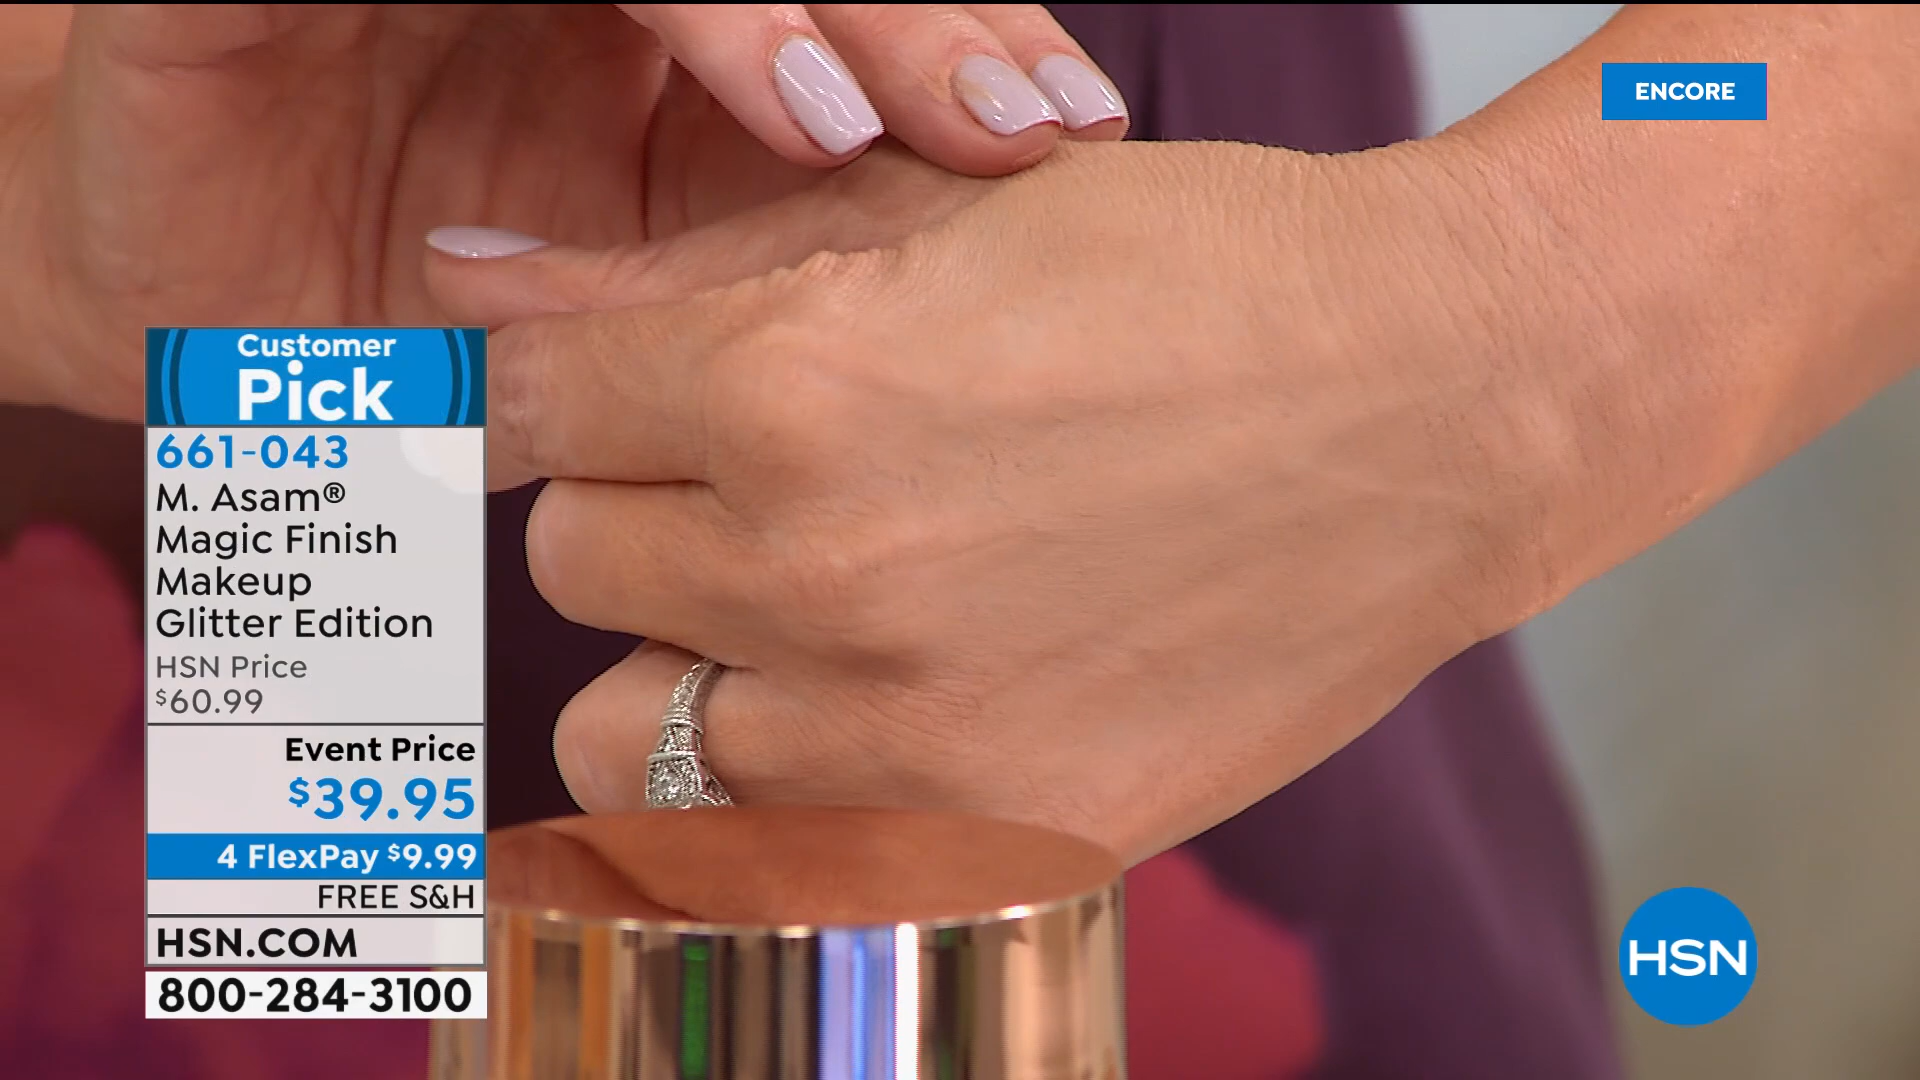 ENCORE
Customer
Pick
661-043
M. Asam®
Magic Finish
Makeup
Glitter Edition
HSN Price
$60.99
Event Price
$39.95
4 FlexPay $9.99
FREE S&H
HSN.COM
800-284-3100
HSN